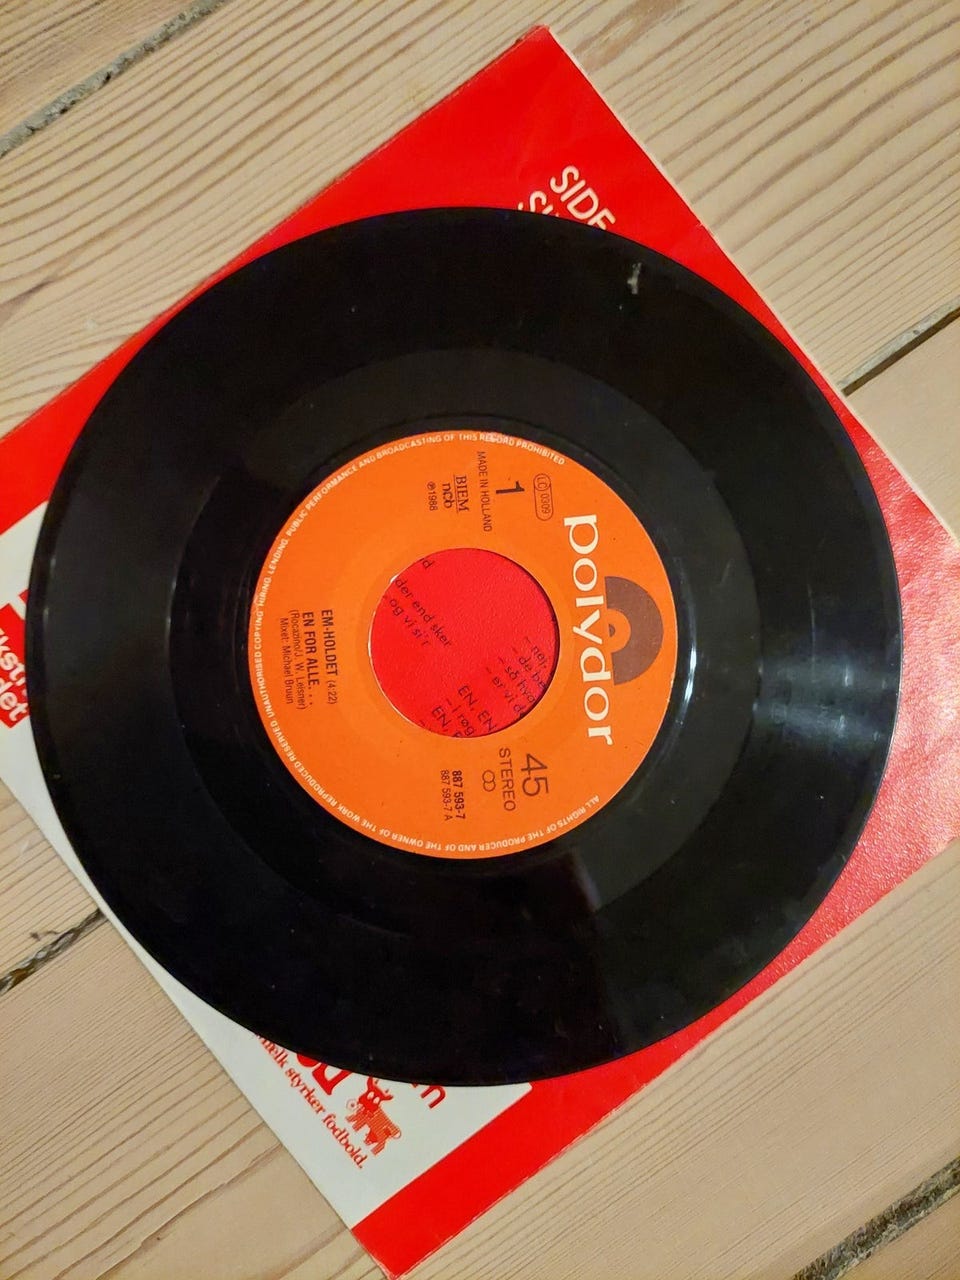 SIDE
polydor
LC 0309
1
MADE IN HOLLAND
BIEM
ncb
℗1988
45
STEREO
887 593-7
887 593-7 A
EM-HOLDET (4:22)
EN FOR ALLE. . .
(Rocazino/J. W. Leisner)
Mixet: Michael Bruun
ALL RIGHTS OF THE PRODUCER AND OF THE OWNER OF THE WORK REPRODUCED RESERVED. UNAUTHORISED COPYING, HIRING, LENDING, PUBLIC PERFORMANCE AND BROADCASTING OF THIS RECORD PROHIBITED
der end sker
og vi si'r
EN, EN
styrker fodbold.